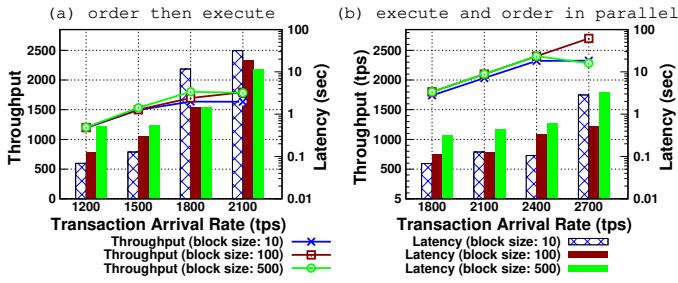 (a) order then execute
(b) execute and order in parallel
Throughput
2500
2000
1500
1000
500
0
100
10
1
0.1
0.01
Latency (sec)
1200 1500 1800 2100
Transaction Arrival Rate (tps)
Throughput (tps)
2500
2000
1500
1000
500
5
100
10
1
0.1
0.01
Latency (sec)
1800 2100 2400 2700
Transaction Arrival Rate (tps)
Throughput (block size: 10)
Throughput (block size: 100)
Throughput (block size: 500)
Latency (block size: 10)
Latency (block size: 100)
Latency (block size: 500)